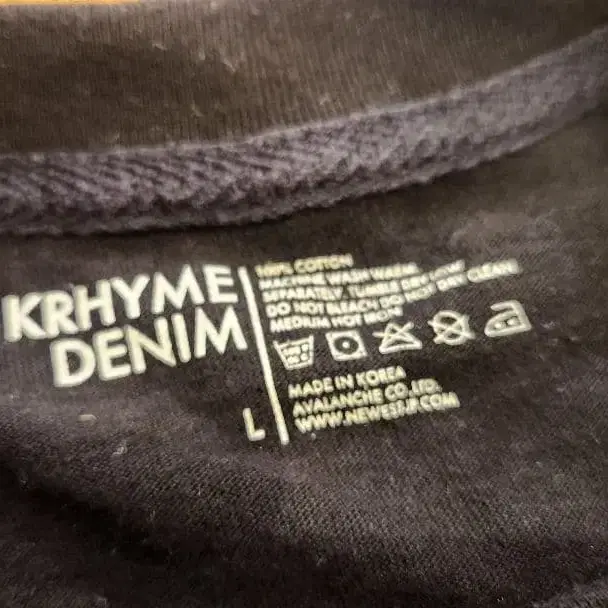 KRHYME
DENIM
L
100% COTTON
MACHINE WASH WARM
SEPARATELY, TUMBLE DRY LOW
DO NOT BLEACH DO NOT DRY CLEAN
MEDIUM HOT IRON
MADE IN KOREA
AVALANCHE CO.LTD.